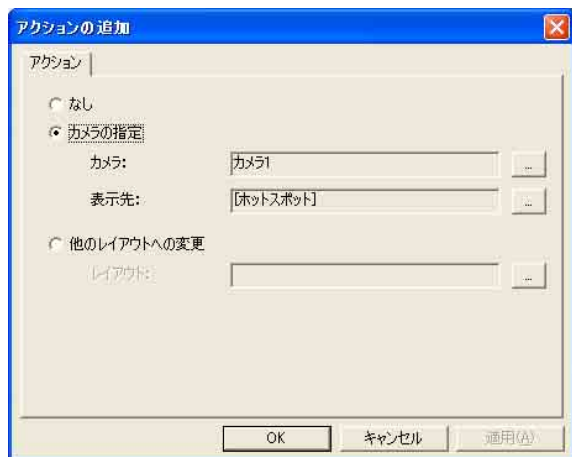 アクションの追加
アクション
なし
カメラの指定
カメラ: カメラ1 ...
表示先: [ホットスポット] ...
他のレイアウトへの変更
レイアウト: ...
OK キャンセル 適用(A)